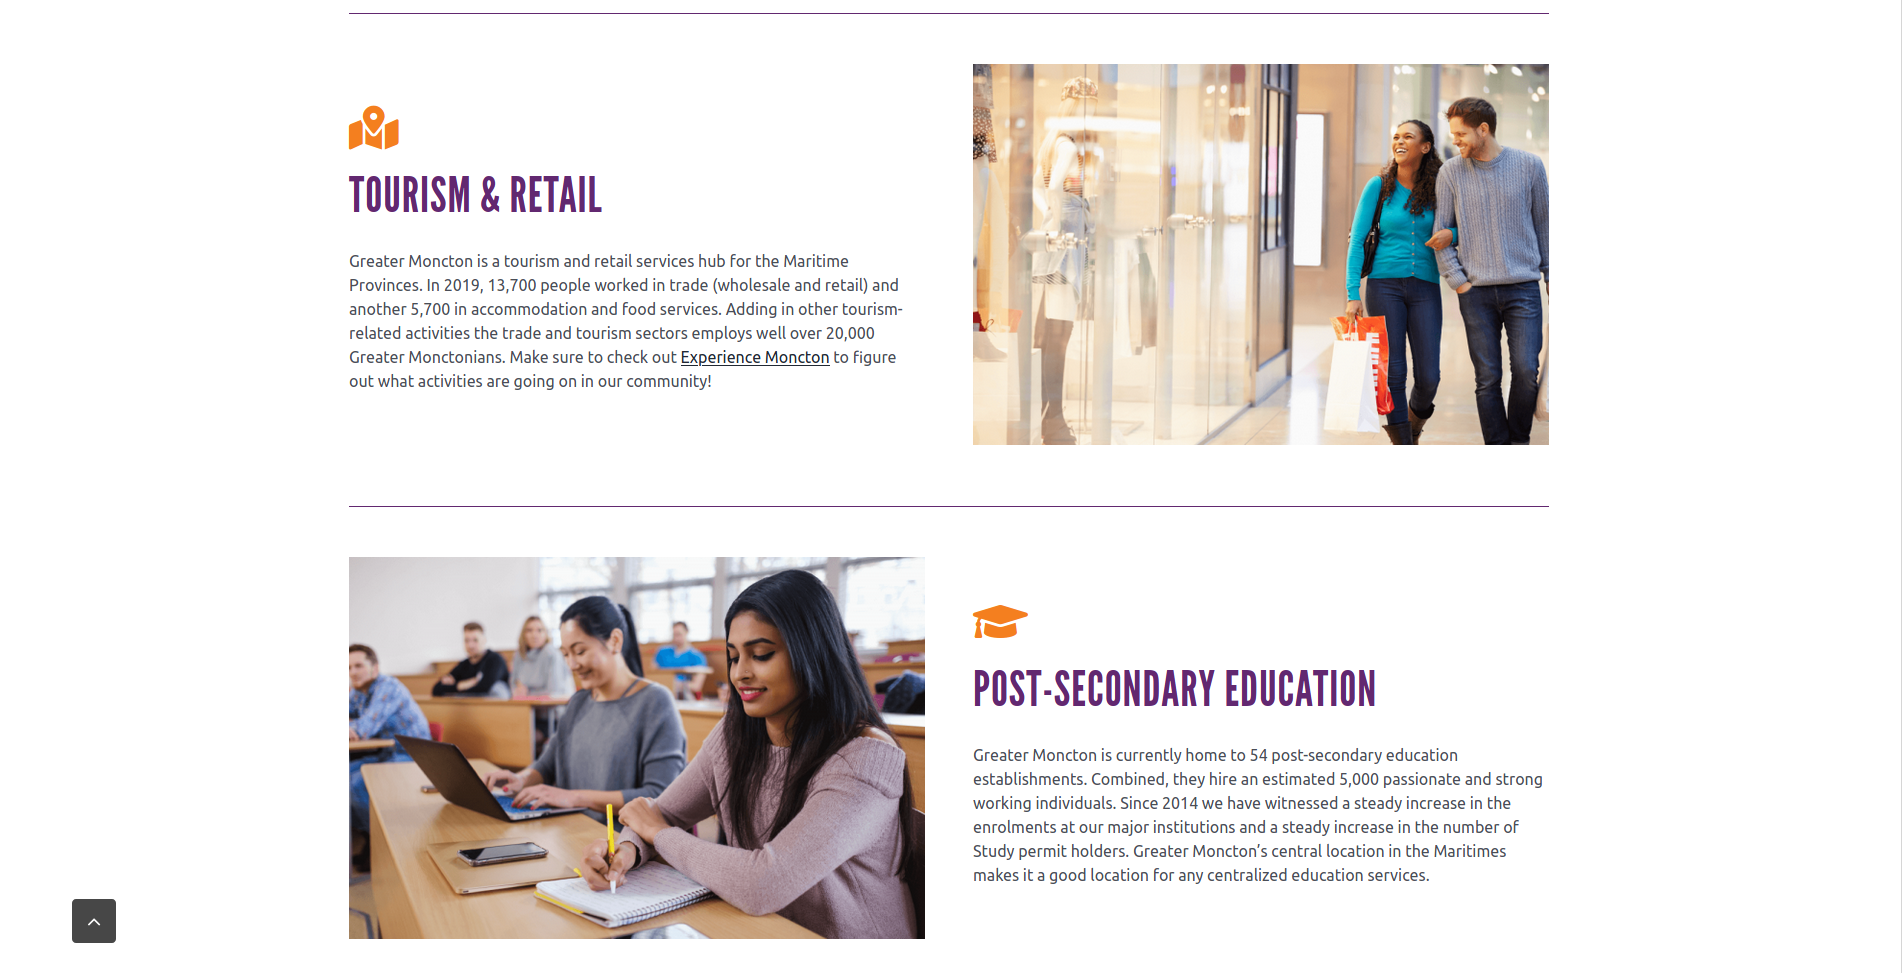 TOURISM & RETAIL
Greater Moncton is a tourism and retail services hub for the Maritime
Provinces. In 2019, 13,700 people worked in trade (wholesale and retail) and
another 5,700 in accommodation and food services. Adding in other tourism-
related activities the trade and tourism sectors employs well over 20,000
Greater Monctonians. Make sure to check out Experience Moncton to figure
out what activities are going on in our community!
POST-SECONDARY EDUCATION
Greater Moncton is currently home to 54 post-secondary education
establishments. Combined, they hire an estimated 5,000 passionate and strong
working individuals. Since 2014 we have witnessed a steady increase in the
enrolments at our major institutions and a steady increase in the number of
Study permit holders. Greater Moncton’s central location in the Maritimes
makes it a good location for any centralized education services.